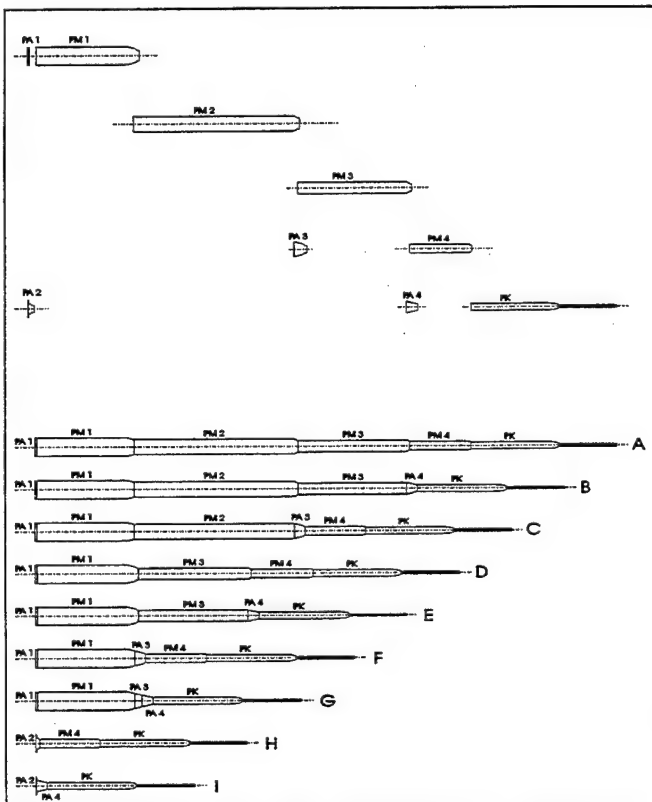 PA 1 PM 1
PM 2
PM 3
PA 3 PM 4
PA 2 PA 4 PK
PA 1 PM 1 PM 2 PM 3 PM 4 PK A
PA 1 PM 1 PM 2 PM 3 PA 4 PK B
PA 1 PM 1 PM 2 PA 3 PM 4 PK C
PA 1 PM 1 PM 3 PM 4 PK D
PA 1 PM 1 PM 3 PA 4 PK E
PA 1 PM 1 PA 3 PM 4 PK F
PA 1 PM 1 PA 3 PK G
PA 4
PA 2 PM 4 PK H
PA 2 PK I
PA 4